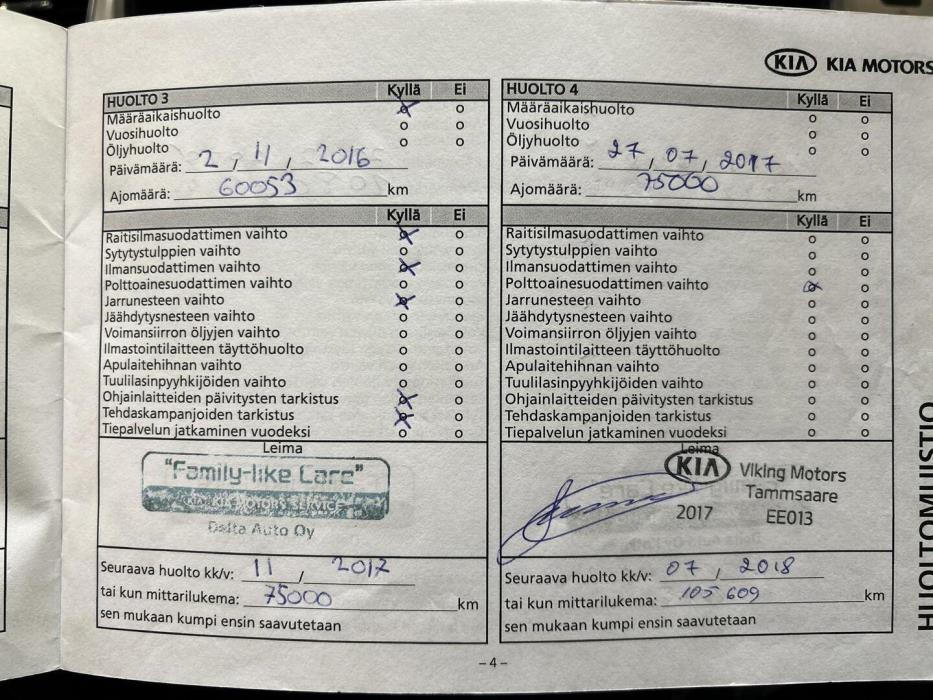 KIA KIA MOTORS
HUOLTO 3 Kyllä Ei
Määräaikaishuolto
Vuosihuolto
Öljyhuolto
Päivämäärä: 2, 11, 2016
Ajomäärä: 60053 km
Kyllä Ei
Raitisilmasuodattimen vaihto
Sytytystulppien vaihto
Ilmansuodattimen vaihto
Polttoainesuodattimen vaihto
Jarrunesteen vaihto
Jäähdytysnesteen vaihto
Voimansiirron öljyjen vaihto
Ilmastointilaitteen täyttöhuolto
Apulaitehihnan vaihto
Tuulilasinpyyhkijöiden vaihto
Ohjainlaitteiden päivitysten tarkistus
Tehdaskampanjoiden tarkistus
Tiepalvelun jatkaminen vuodeksi
Leima
"Family-like Care"
KIA KIA MOTORS SERVICE
Delta Auto Oy
Seuraava huolto kk/v: 11 / 2017
tai kun mittarilukema: 75000 km
sen mukaan kumpi ensin saavutetaan
HUOLTO 4 Kyllä Ei
Määräaikaishuolto
Vuosihuolto
Öljyhuolto
Päivämäärä: 27, 07, 2017
Ajomäärä: 75000 km
Kyllä Ei
Raitisilmasuodattimen vaihto
Sytytystulppien vaihto
Ilmansuodattimen vaihto
Polttoainesuodattimen vaihto
Jarrunesteen vaihto
Jäähdytysnesteen vaihto
Voimansiirron öljyjen vaihto
Ilmastointilaitteen täyttöhuolto
Apulaitehihnan vaihto
Tuulilasinpyyhkijöiden vaihto
Ohjainlaitteiden päivitysten tarkistus
Tehdaskampanjoiden tarkistus
Tiepalvelun jatkaminen vuodeksi
Leima
KIA Viking Motors
Tammsaare
2017 EE013
Seuraava huolto kk/v: 07, 2018
tai kun mittarilukema: 105 609 km
sen mukaan kumpi ensin saavutetaan
HUOLTOMUISTIO
– 4 –